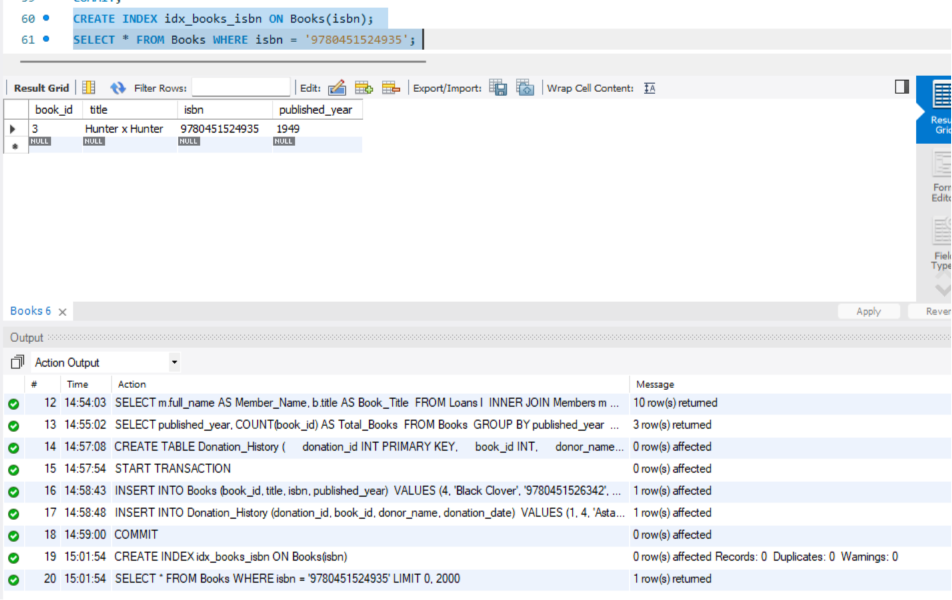 60 CREATE INDEX idx_books_isbn ON Books(isbn);
61 SELECT * FROM Books WHERE isbn = '9780451524935';
Result Grid Filter Rows: Edit: Export/Import: Wrap Cell Content: IA
book_id title isbn published_year
3 Hunter x Hunter 9780451524935 1949
NULL NULL NULL NULL
Resu
Grid
Form
Edito
Fiel
Type
Books 6 Apply Rever
Output
Action Output
# Time Action Message
12 14:54:03 SELECT m.full_name AS Member_Name, b.title AS Book_Title FROM Loans l INNER JOIN Members m ... 10 row(s) returned
13 14:55:02 SELECT published_year, COUNT(book_id) AS Total_Books FROM Books GROUP BY published_year ... 3 row(s) returned
14 14:57:08 CREATE TABLE Donation_History ( donation_id INT PRIMARY KEY, book_id INT, donor_name... 0 row(s) affected
15 14:57:54 START TRANSACTION 0 row(s) affected
16 14:58:43 INSERT INTO Books (book_id, title, isbn, published_year) VALUES (4, 'Black Clover', '9780451526342', ... 1 row(s) affected
17 14:58:48 INSERT INTO Donation_History (donation_id, book_id, donor_name, donation_date) VALUES (1, 4, 'Asta... 1 row(s) affected
18 14:59:00 COMMIT 0 row(s) affected
19 15:01:54 CREATE INDEX idx_books_isbn ON Books(isbn) 0 row(s) affected Records: 0 Duplicates: 0 Warnings: 0
20 15:01:54 SELECT * FROM Books WHERE isbn = '9780451524935' LIMIT 0, 2000 1 row(s) returned